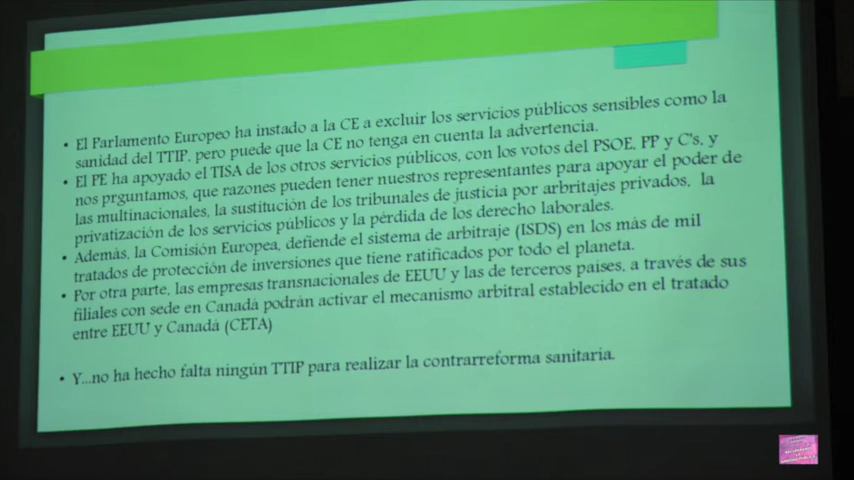 • El Parlamento Europeo ha instado a la CE a excluir los servicios públicos sensibles como la
sanidad del TTIP, pero puede que la CE no tenga en cuenta la advertencia.
• El PE ha apoyado el TISA de los otros servicios públicos, con los votos del PSOE, PP y C's, y
nos prguntamos, que razones pueden tener nuestros representantes para apoyar el poder de
las multinacionales, la sustitución de los tribunales de justicia por arbritajes privados, la
privatización de los servicios públicos y la pérdida de los derecho laborales.
• Además, la Comisión Europea, defiende el sistema de arbitraje (ISDS) en los más de mil
tratados de protección de inversiones que tiene ratificados por todo el planeta.
• Por otra parte, las empresas transnacionales de EEUU y las de terceros países, a través de sus
filiales con sede en Canadá podrán activar el mecanismo arbitral establecido en el tratado
entre EEUU y Canadá (CETA)
• Y...no ha hecho falta ningún TTIP para realizar la contrarreforma sanitaria.